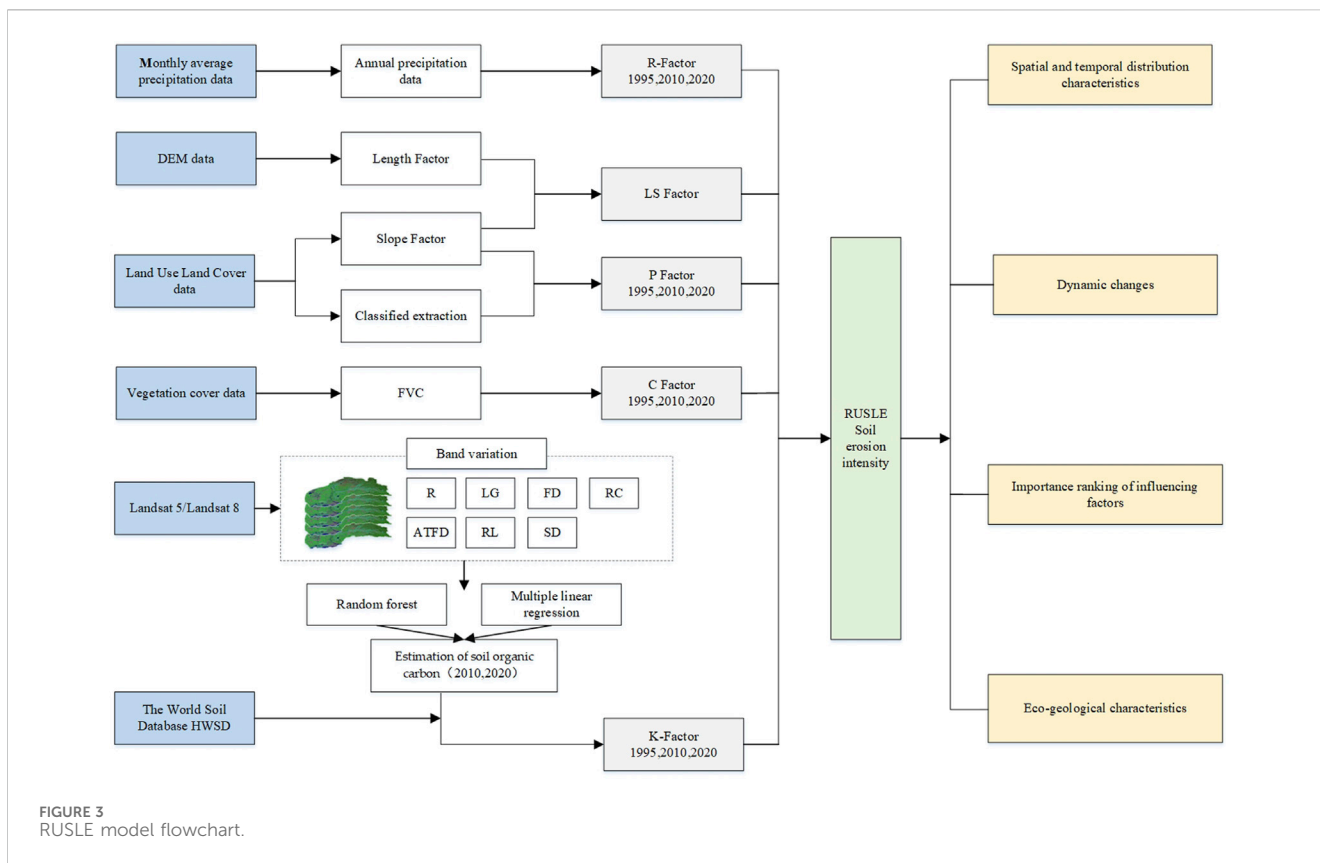 Monthly average
precipitation data
Annual precipitation
data
R-Factor
1995,2010,2020
Spatial and temporal distribution
characteristics
DEM data
Length Factor
LS Factor
Slope Factor
Land Use Land Cover
data
P Factor
1995,2010,2020
Dynamic changes
Classified extraction
Vegetation cover data
FVC
C Factor
1995,2010,2020
RUSLE
Soil
erosion
intensity
Band variation
R
LG
FD
RC
Landsat 5/Landsat 8
Importance ranking of influencing
factors
ATFD
RL
SD
Random forest
Multiple linear
regression
Estimation of soil organic
carbon（2010,2020）
The World Soil
Database HWSD
K-Factor
1995,2010,2020
Eco-geological characteristics
FIGURE 3
RUSLE model flowchart.